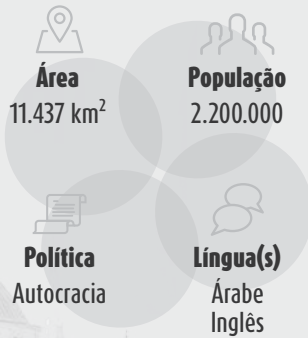 Área
11.437 km²
População
2.200.000
Política
Autocracia
Língua(s)
Árabe
Inglês